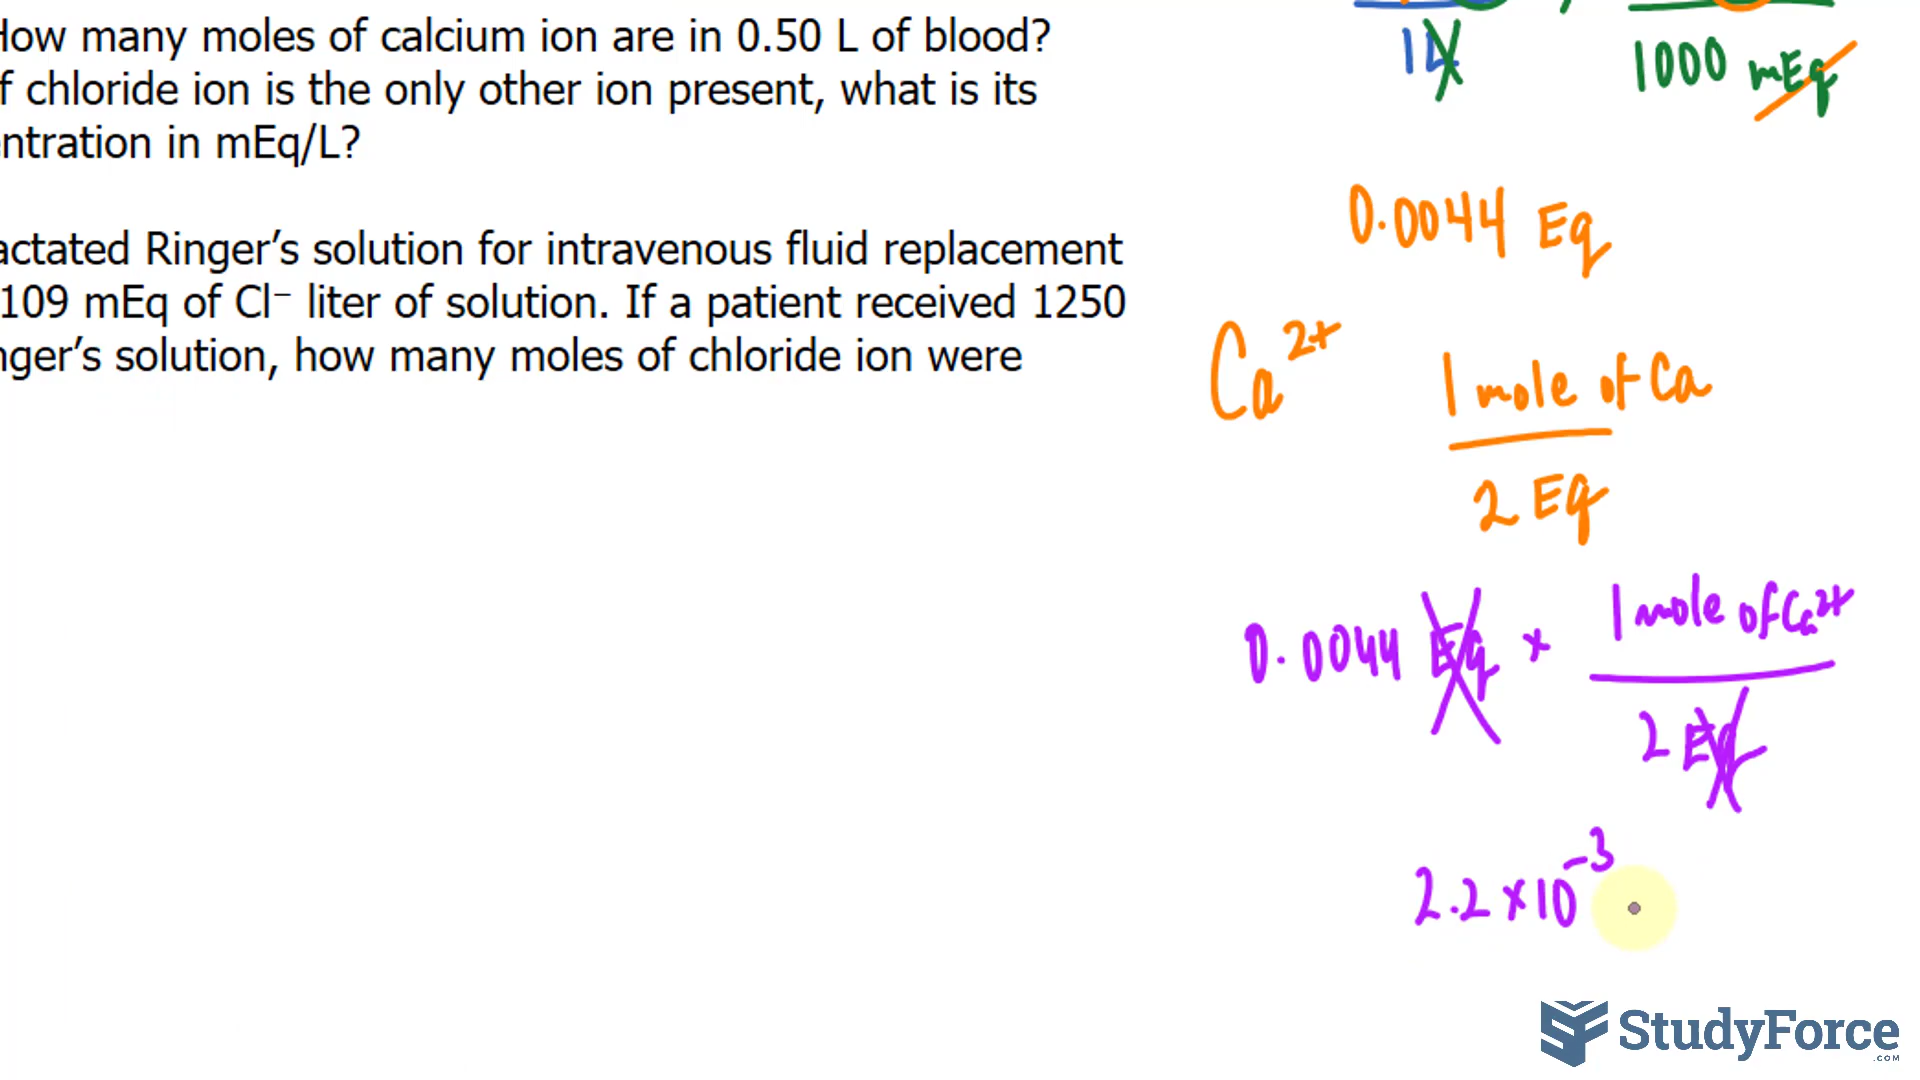 How many moles of calcium ion are in 0.50 L of blood?
f chloride ion is the only other ion present, what is its
entration in mEq/L?
actated Ringer’s solution for intravenous fluid replacement
109 mEq of Cl⁻ liter of solution. If a patient received 1250
nger’s solution, how many moles of chloride ion were
1L
1000 mEq
0.0044 Eq
Ca²⁺
1 mole of Ca
2 Eq
0.0044 Eq × 1 mole of Ca²⁺
2 Eq
2.2 × 10⁻³
StudyForce
.COM